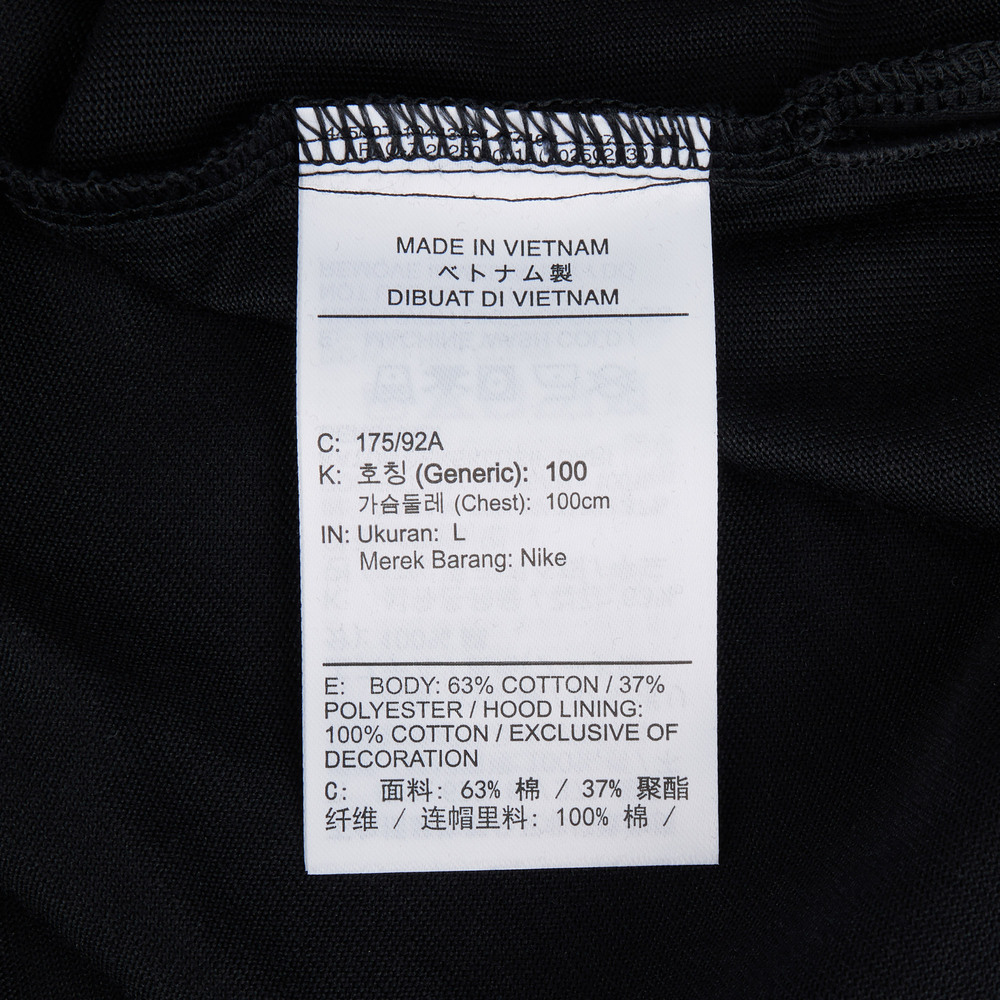 MADE IN VIETNAM
ベトナム製
DIBUAT DI VIETNAM
C: 175/92A
K: 호칭 (Generic): 100
가슴둘레 (Chest): 100cm
IN: Ukuran: L
Merek Barang: Nike
E: BODY: 63% COTTON / 37%
POLYESTER / HOOD LINING:
100% COTTON / EXCLUSIVE OF
DECORATION
C: 面料: 63% 棉 / 37% 聚酯
纤维 / 连帽里料: 100% 棉 /